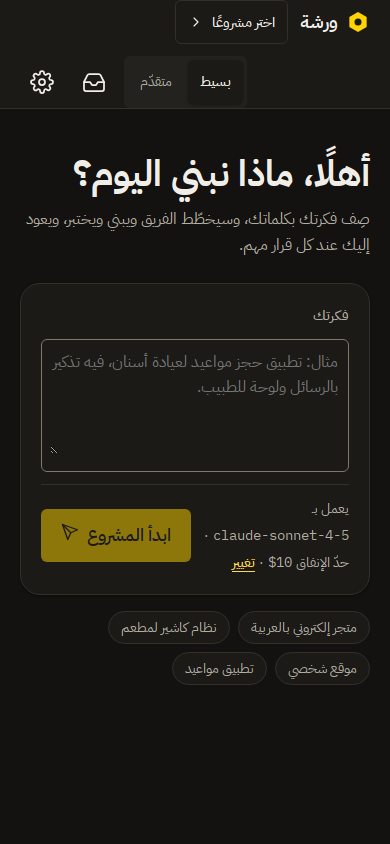 ورشة
اختر مشروعًا
بسيط
متقدّم
أهلًا، ماذا نبني اليوم؟
صِف فكرتك بكلماتك، وسيخطّط الفريق ويبني ويختبر، ويعود
إليك عند كل قرار مهم.
فكرتك
مثال: تطبيق حجز مواعيد لعيادة أسنان، فيه تذكير
بالرسائل ولوحة للطبيب.
يعمل بـ
claude-sonnet-4-5 ·
حدّ الإنفاق $10 · تغيير
ابدأ المشروع
متجر إلكتروني بالعربية
نظام كاشير لمطعم
موقع شخصي
تطبيق مواعيد